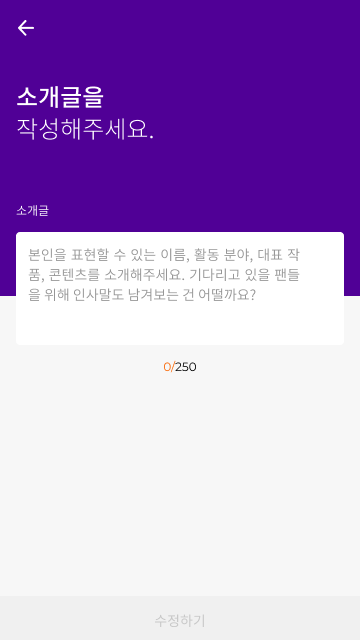 소개글을
작성해주세요.
소개글
본인을 표현할 수 있는 이름, 활동 분야, 대표 작
품, 콘텐츠를 소개해주세요. 기다리고 있을 팬들
을 위해 인사말도 남겨보는 건 어떨까요?
0/250
수정하기